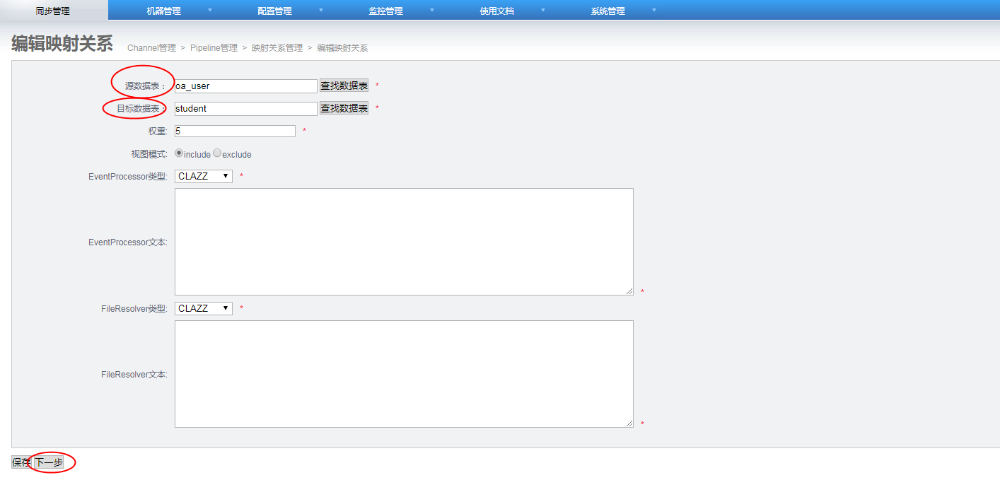 同步管理 机器管理 配置管理 监控管理 使用文档 系统管理
编辑映射关系 Channel管理 > Pipeline管理 > 映射关系管理 > 编辑映射关系
源数据表： oa_user 查找数据表 *
目标数据表： student 查找数据表 *
权重: 5 *
视图模式: include exclude
EventProcessor类型: CLAZZ *
EventProcessor文本: *
FileResolver类型: CLAZZ *
FileResolver文本: *
保存 下一步